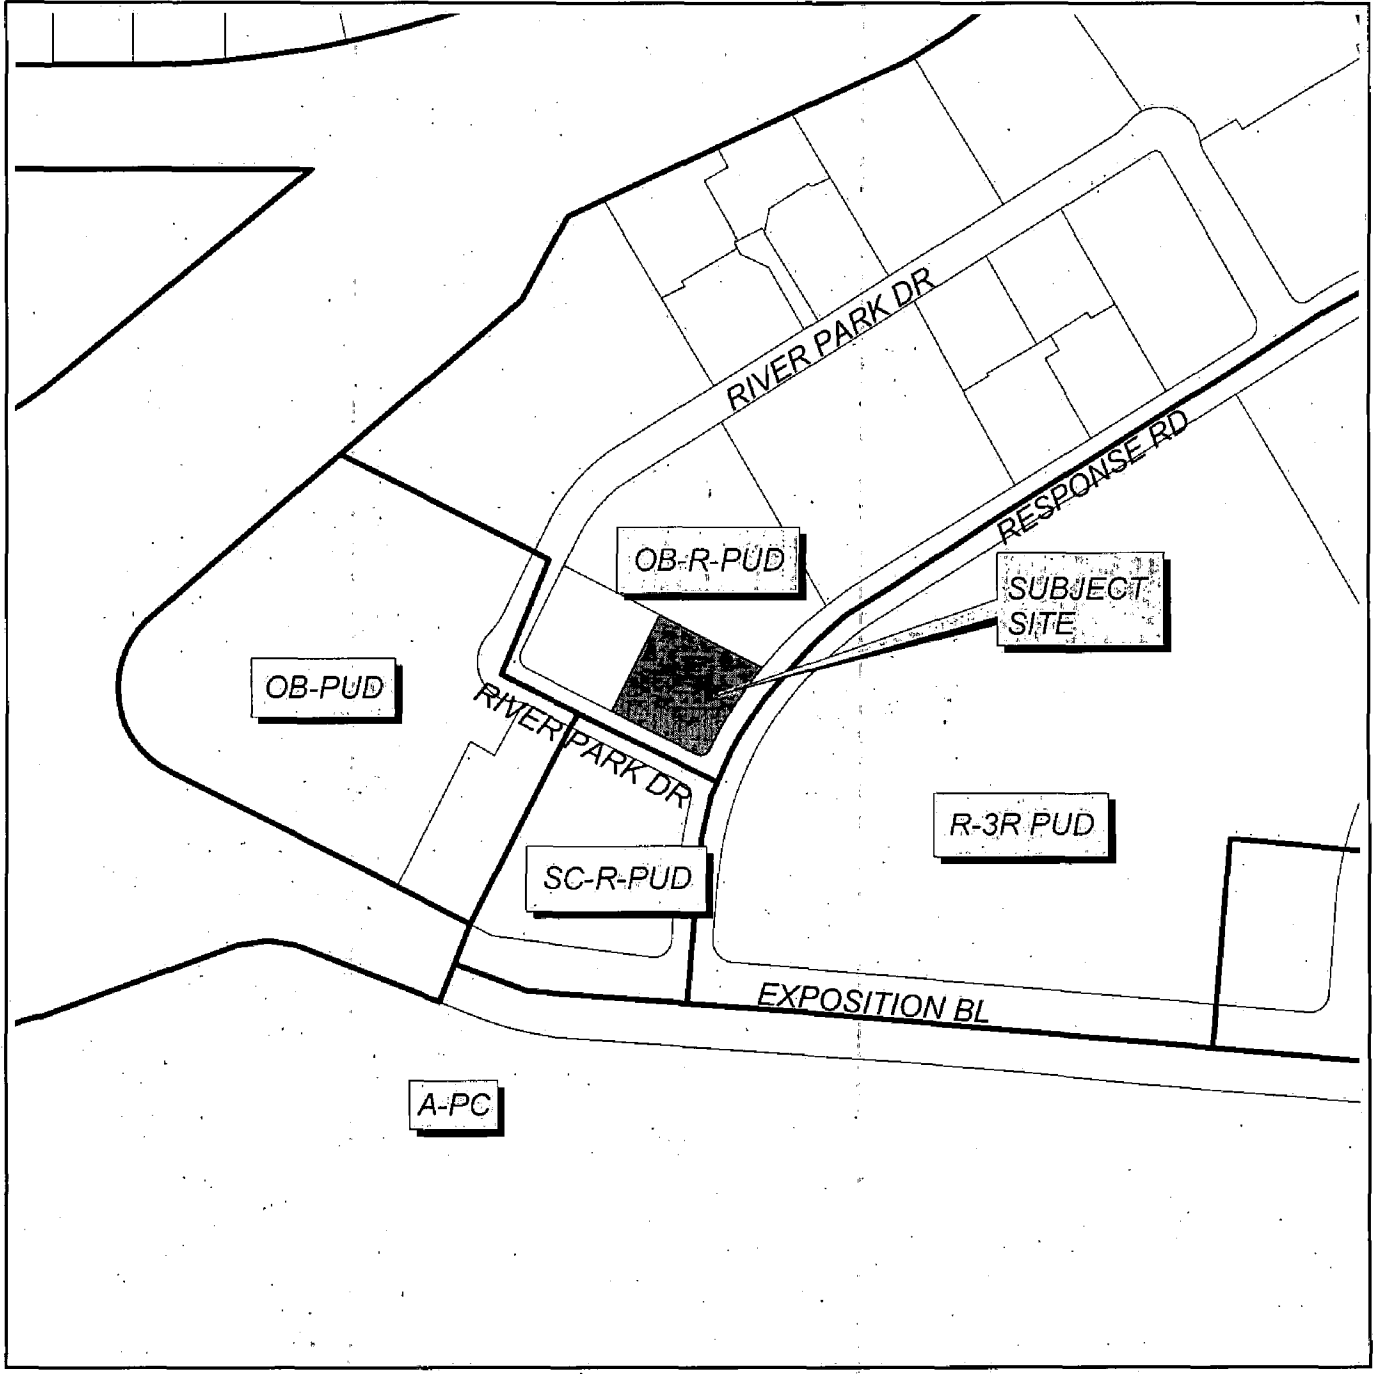 RIVER PARK DR
RESPONSE RD
OB-R-PUD
SUBJECT
SITE
OB-PUD
RIVER PARK DR
R-3R PUD
SC-R-PUD
EXPOSITION BL
A-PC